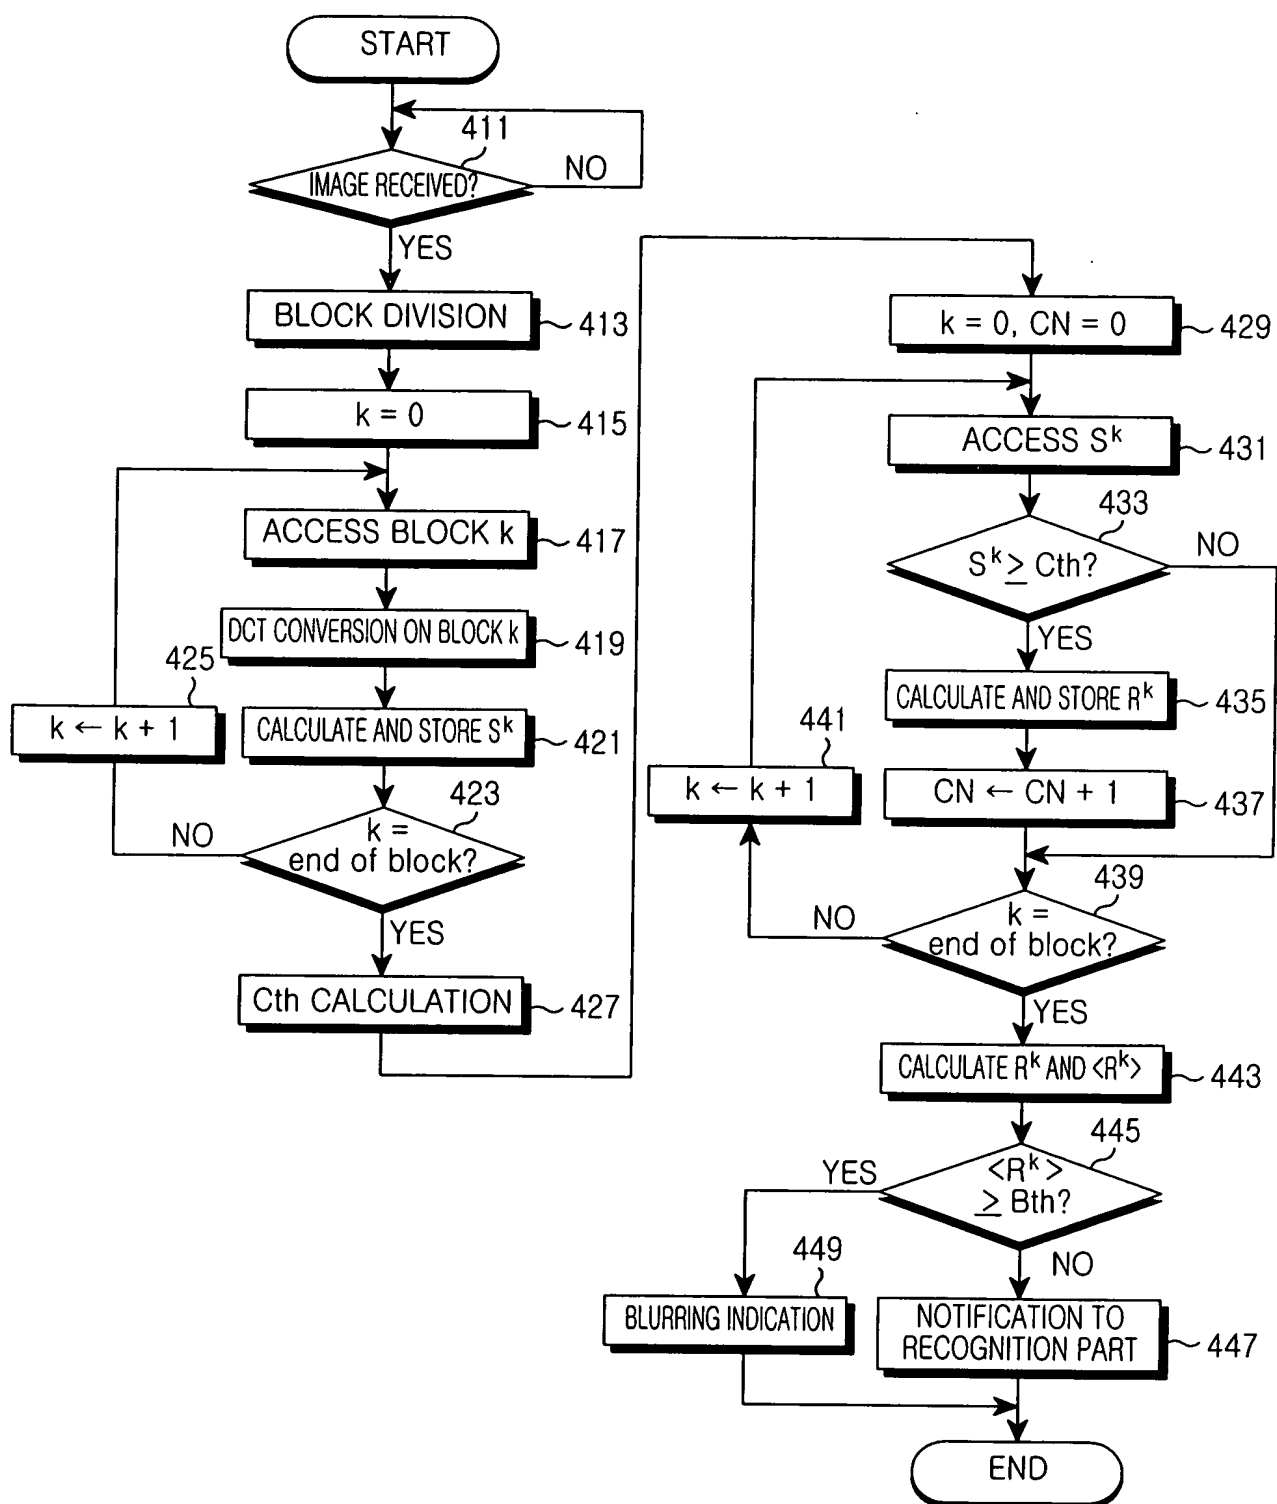 START
411
IMAGE RECEIVED?
NO
YES
BLOCK DIVISION
413
k = 0
415
ACCESS BLOCK k
417
DCT CONVERSION ON BLOCK k
419
425
k ← k + 1
CALCULATE AND STORE S^k
421
423
k =
end of block?
NO
YES
Cth CALCULATION
427
k = 0, CN = 0
429
ACCESS S^k
431
433
S^k ≥ Cth?
NO
YES
CALCULATE AND STORE R^k
435
441
k ← k + 1
CN ← CN + 1
437
439
k =
end of block?
NO
YES
CALCULATE R^k AND <R^k>
443
445
<R^k>
≥ Bth?
YES
NO
449
BLURRING INDICATION
NOTIFICATION TO
RECOGNITION PART
447
END